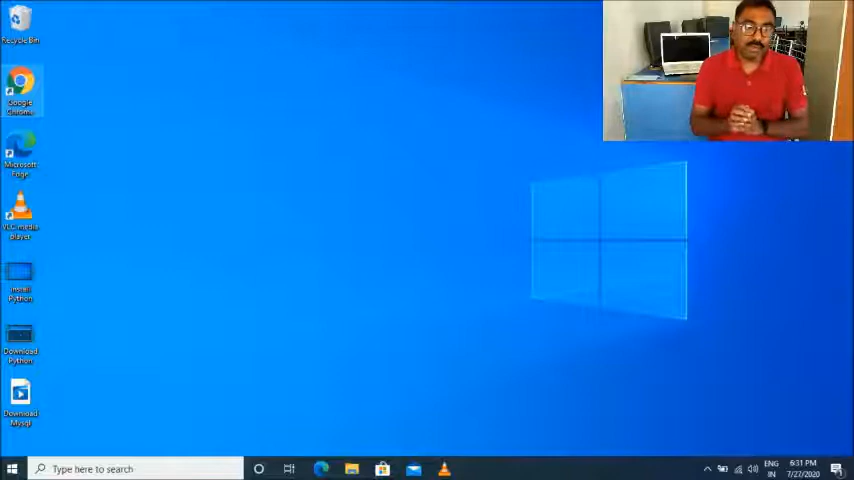 Recycle Bin
Google
Chrome
Microsoft
Edge
VLC media
player
Install
Python
Download
Python
Download
Mysql
Type here to search
ENG
IN
6:31 PM
7/27/2020